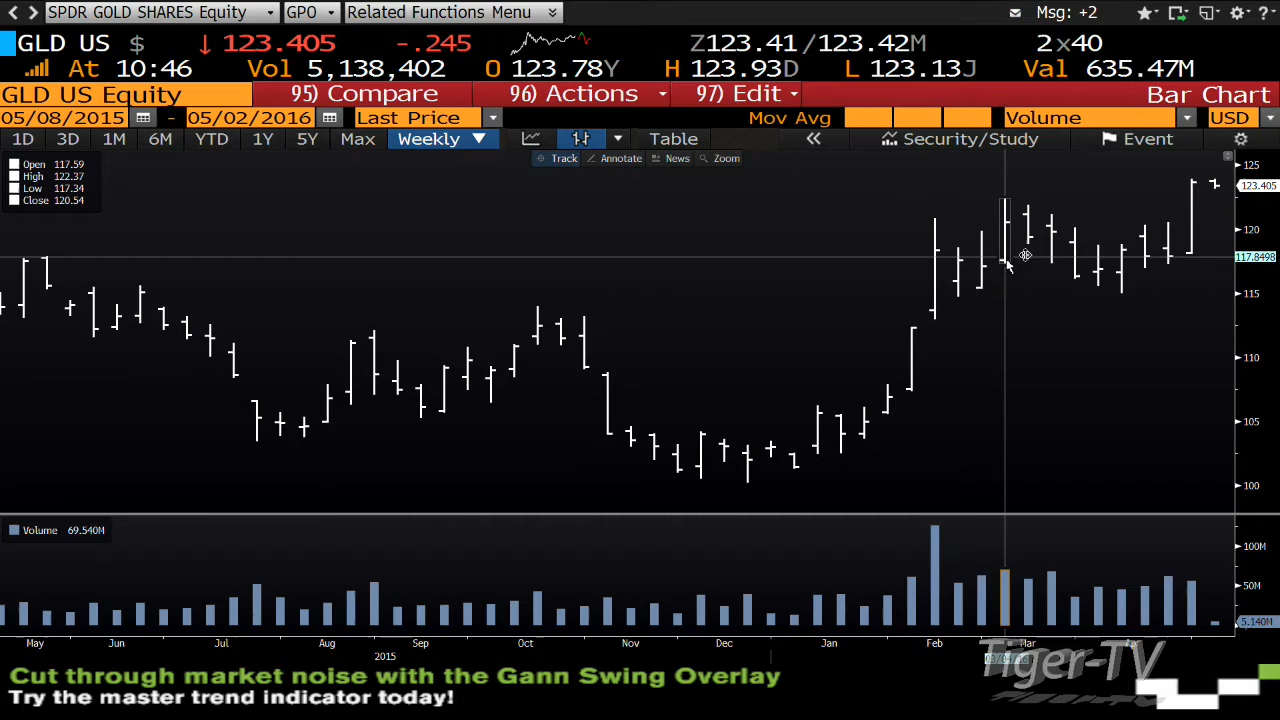 SPDR GOLD SHARES Equity GPO Related Functions Menu Msg: +2
GLD US $ ↓ 123.405 -.245 Z123.41/123.42M 2x40
At 10:46 Vol 5,138,402 O 123.78Y H 123.93D L 123.13J Val 635.47M
GLD US Equity 95) Compare 96) Actions 97) Edit Bar Chart
05/08/2015 - 05/02/2016 Last Price Mov Avg Volume USD
1D 3D 1M 6M YTD 1Y 5Y Max Weekly ▼ Table « Security/Study Event
Track Annotate News Zoom
Open 117.59
High 122.37
Low 117.34
Close 120.54
125
123.405
120
117.8498
115
110
105
100
Volume 69.540M
100M
50M
5.140M
May Jun Jul Aug Sep Oct Nov Dec Jan Feb Mar Apr
2015
Cut through market noise with the Gann Swing Overlay
Try the master trend indicator today!
Tiger-TV